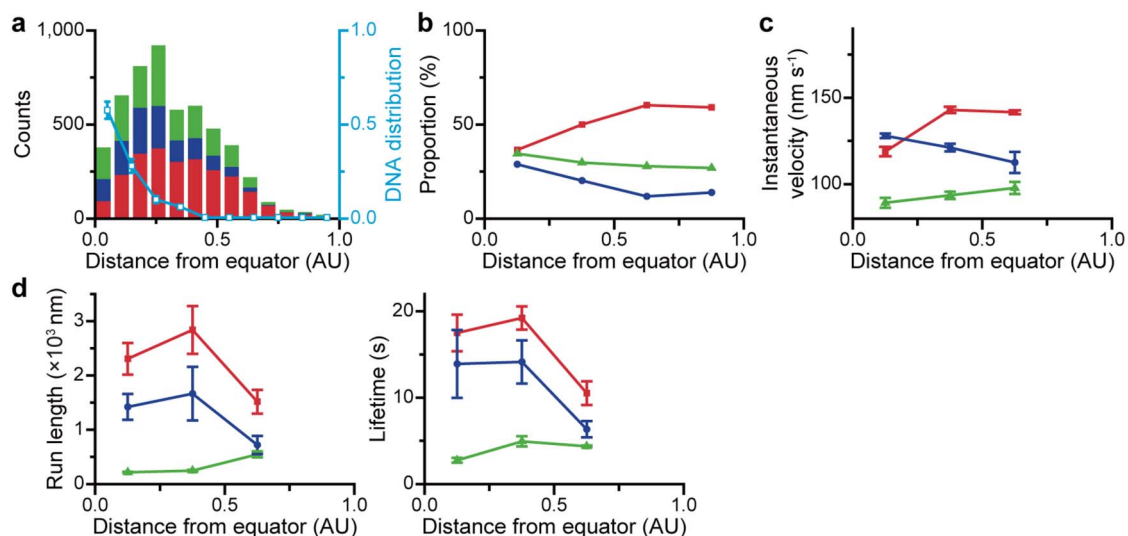 a
1,000
500
0
Counts
1.0
0.5
0.0
DNA distribution
0.0
0.5
1.0
Distance from equator (AU)
b
100
50
0
Proportion (%)
0.0
0.5
1.0
Distance from equator (AU)
c
150
100
Instantaneous
velocity (nm s⁻¹)
0.0
0.5
1.0
Distance from equator (AU)
d
3
2
1
0
Run length (×10³ nm)
0.0
0.5
1.0
Distance from equator (AU)
20
10
0
Lifetime (s)
0.0
0.5
1.0
Distance from equator (AU)